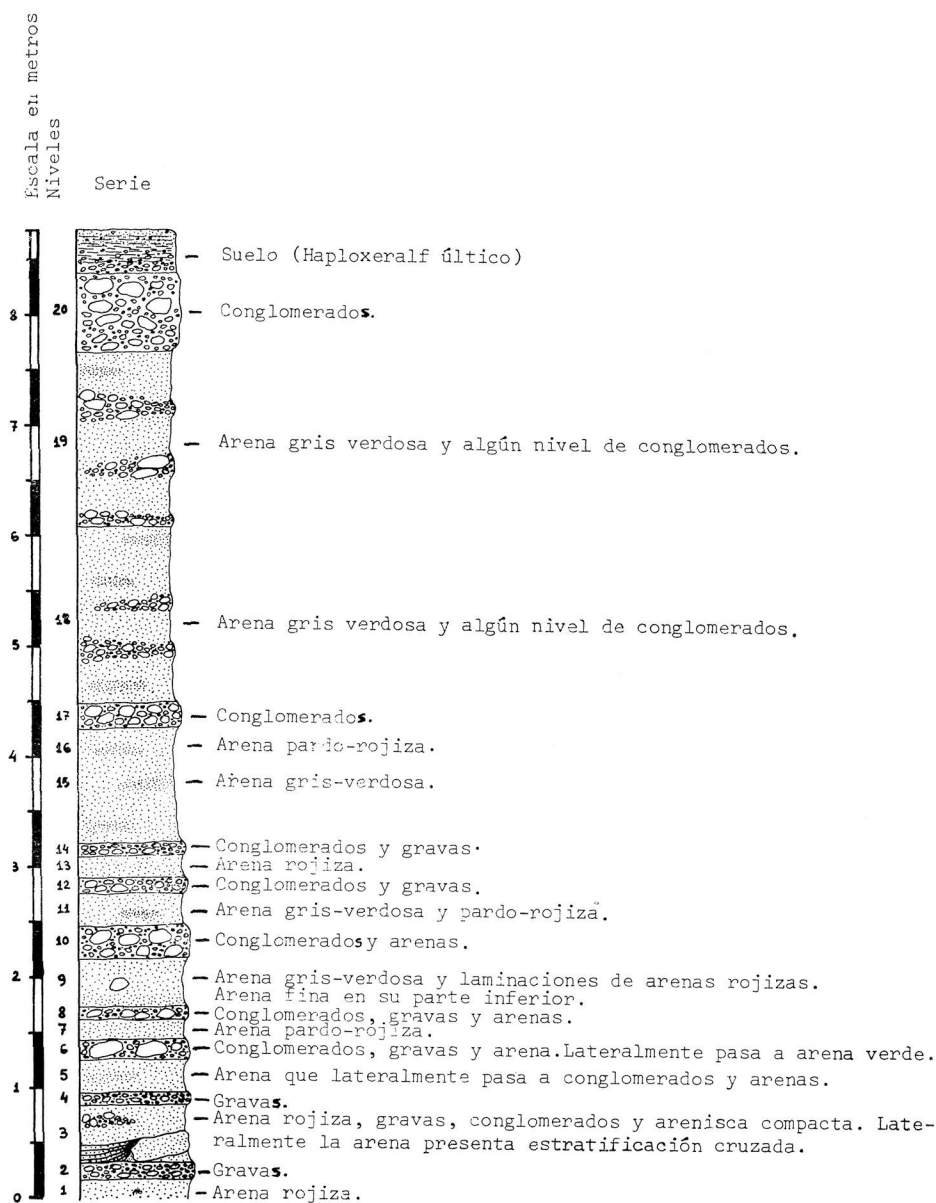 Escala en metros
Niveles
Serie
Suelo (Haploxeralf últico)
8
20
Conglomerados.
7
19
Arena gris verdosa y algún nivel de conglomerados.
6
18
Arena gris verdosa y algún nivel de conglomerados.
5
17
Conglomerados.
16
Arena pardo-rojiza.
4
15
Arena gris-verdosa.
14
Conglomerados y gravas.
3
13
Arena rojiza.
12
Conglomerados y gravas.
11
Arena gris-verdosa y pardo-rojiza.
10
Conglomerados y arenas.
2
9
Arena gris-verdosa y laminaciones de arenas rojizas.
Arena fina en su parte inferior.
8
Conglomerados, gravas y arenas.
7
Arena pardo-rojiza.
6
Conglomerados, gravas y arena.Lateralmente pasa a arena verde.
5
Arena que lateralmente pasa a conglomerados y arenas.
1
4
Gravas.
3
Arena rojiza, gravas, conglomerados y arenisca compacta. Late-
ralmente la arena presenta estratificación cruzada.
2
Gravas.
0
1
Arena rojiza.